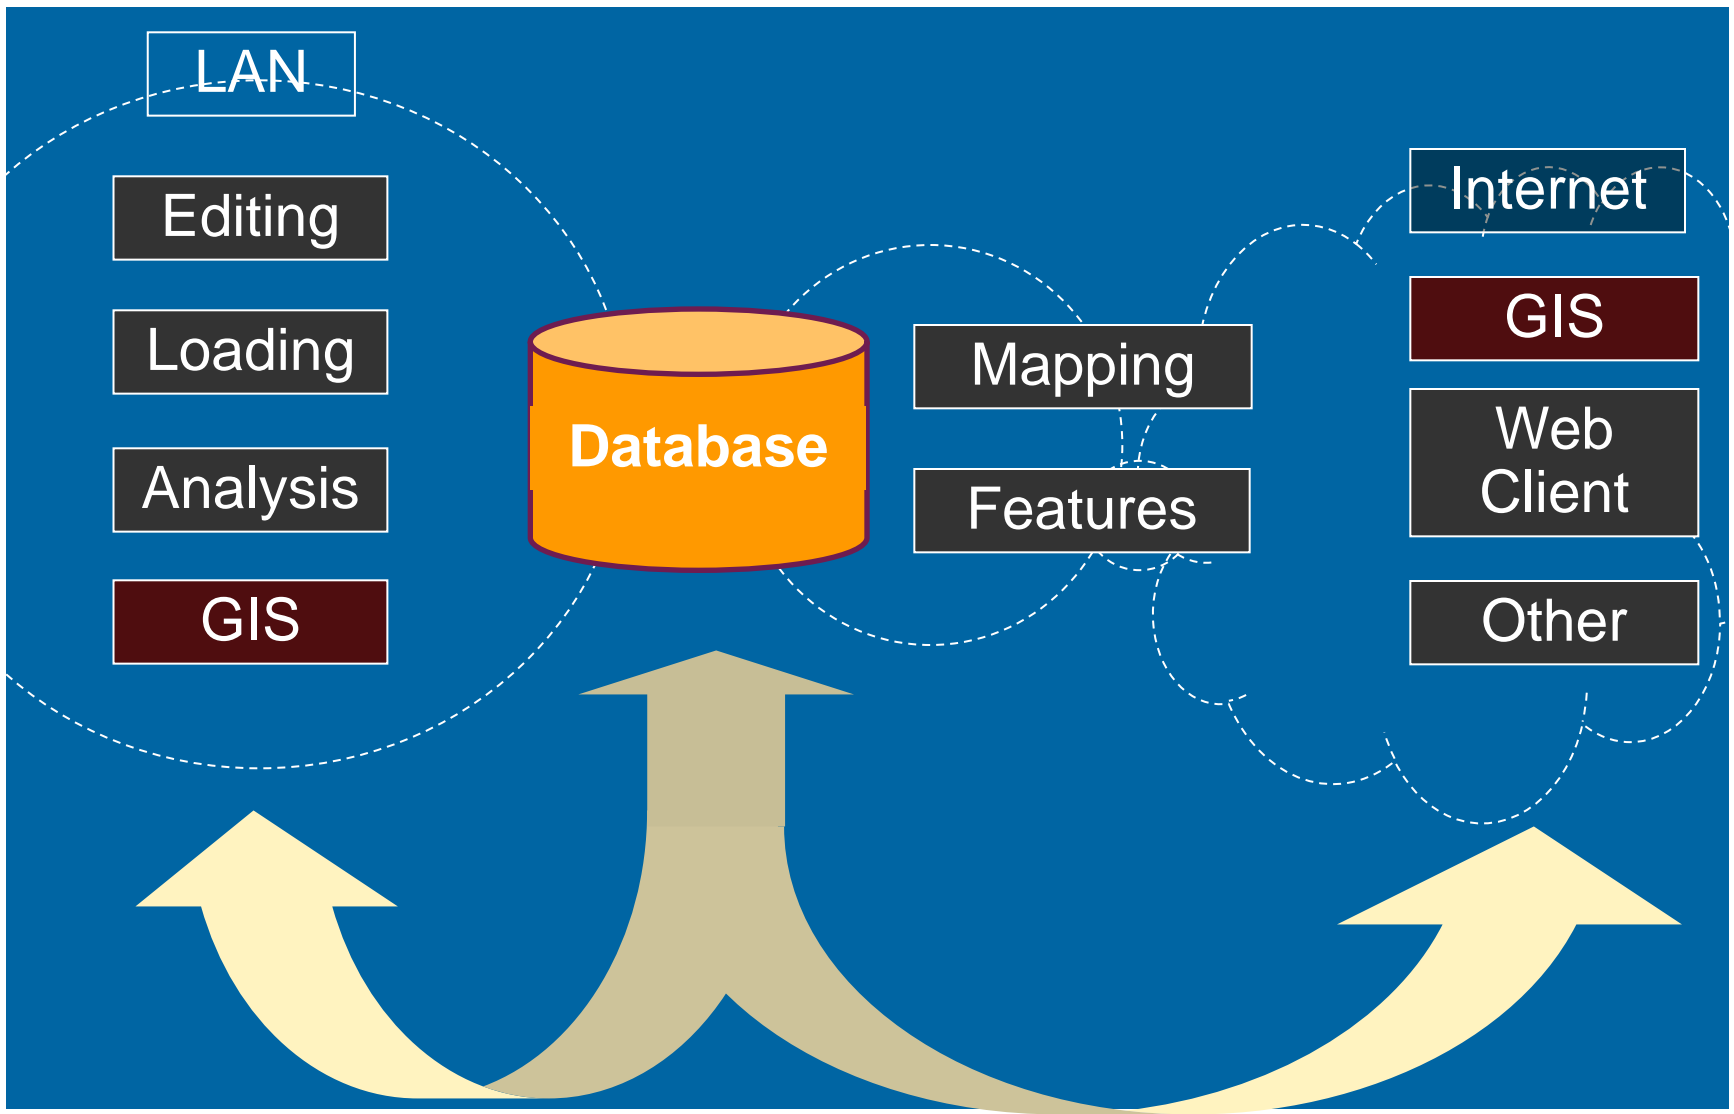 LAN
Editing
Loading
Analysis
GIS
Database
Mapping
Features
Internet
GIS
Web
Client
Other